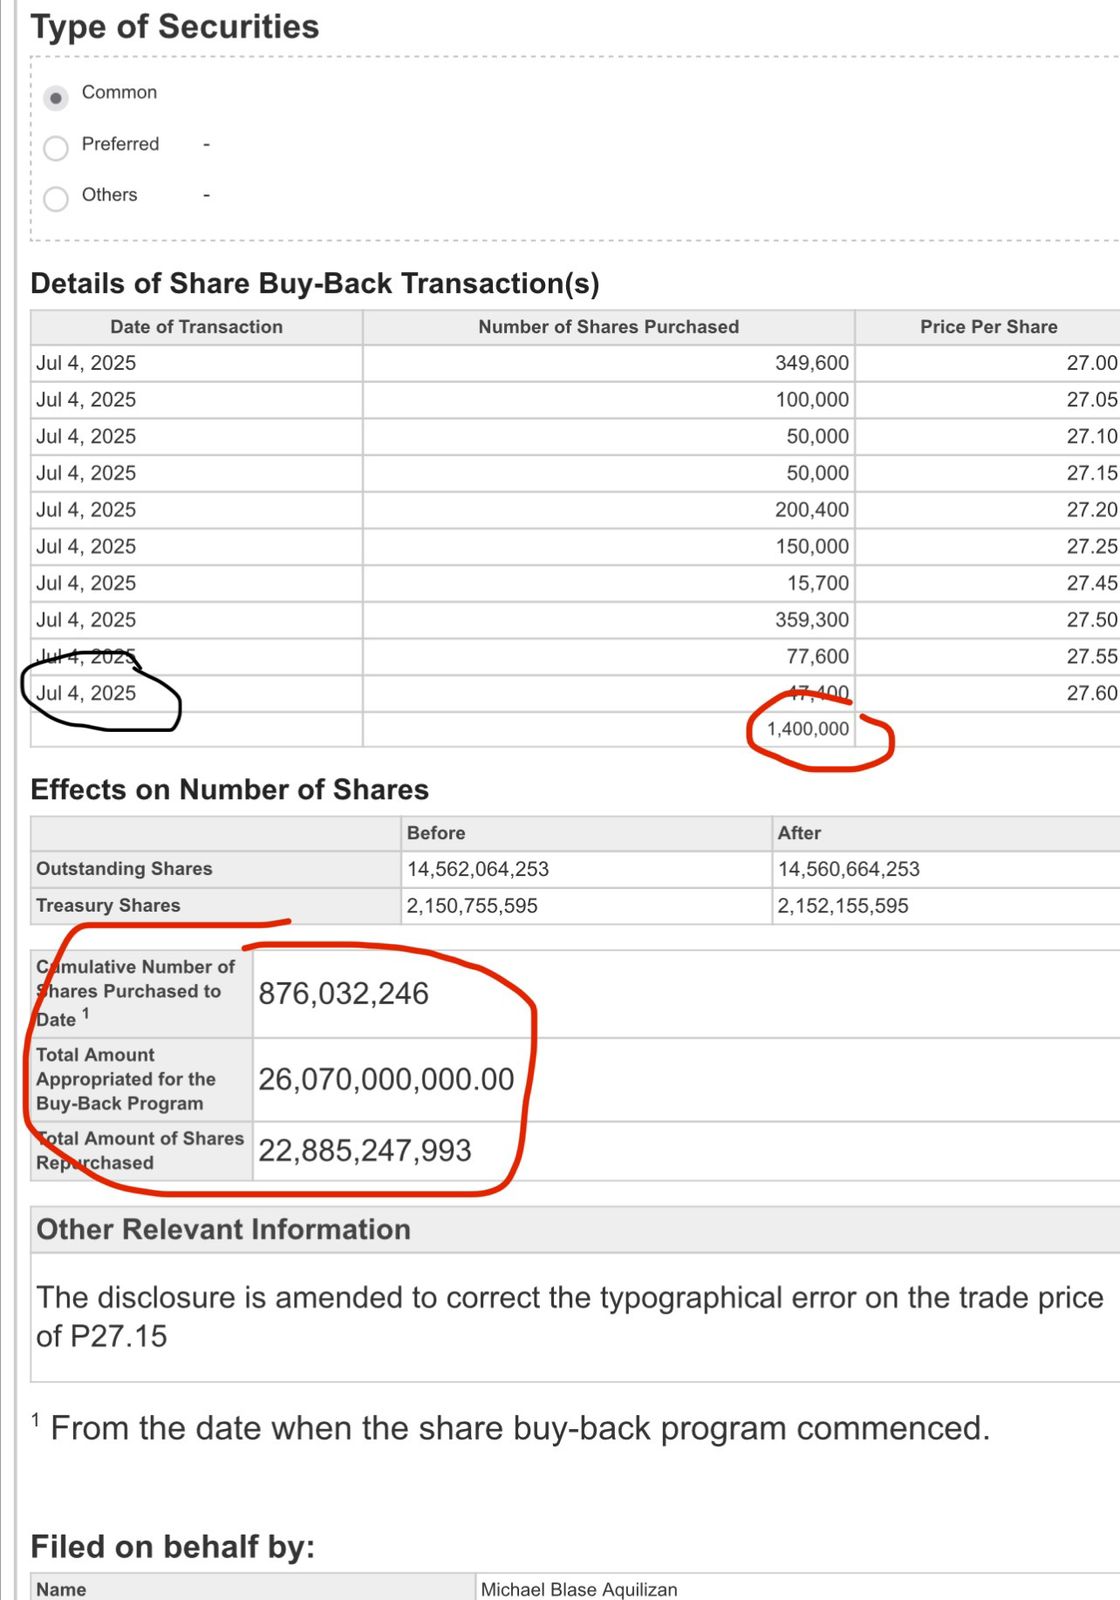 Type of Securities
Common
Preferred -
Others -
Details of Share Buy-Back Transaction(s)
Date of Transaction Number of Shares Purchased Price Per Share
Jul 4, 2025 349,600 27.00
Jul 4, 2025 100,000 27.05
Jul 4, 2025 50,000 27.10
Jul 4, 2025 50,000 27.15
Jul 4, 2025 200,400 27.20
Jul 4, 2025 150,000 27.25
Jul 4, 2025 15,700 27.45
Jul 4, 2025 359,300 27.50
Jul 4, 2025 77,600 27.55
Jul 4, 2025 47,400 27.60
1,400,000
Effects on Number of Shares
Before After
Outstanding Shares 14,562,064,253 14,560,664,253
Treasury Shares 2,150,755,595 2,152,155,595
Cumulative Number of
Shares Purchased to
Date 1
876,032,246
Total Amount
Appropriated for the
Buy-Back Program
26,070,000,000.00
Total Amount of Shares
Repurchased
22,885,247,993
Other Relevant Information
The disclosure is amended to correct the typographical error on the trade price
of P27.15
1 From the date when the share buy-back program commenced.
Filed on behalf by:
Name Michael Blase Aquilizan